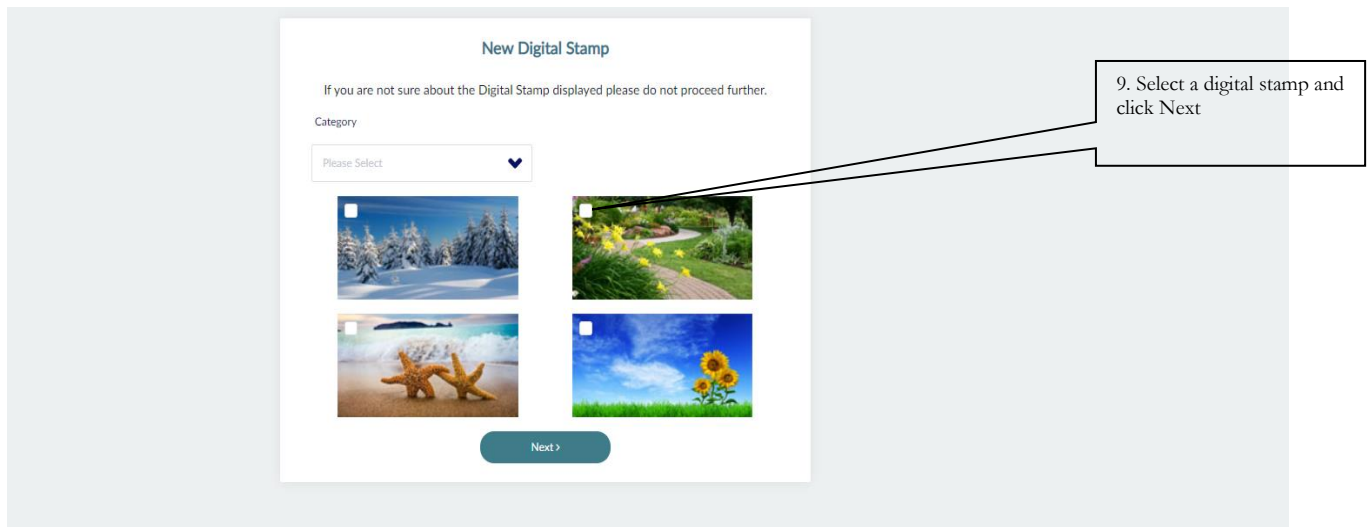 New Digital Stamp
If you are not sure about the Digital Stamp displayed please do not proceed further.
Category
Please Select
Next >
9. Select a digital stamp and
click Next